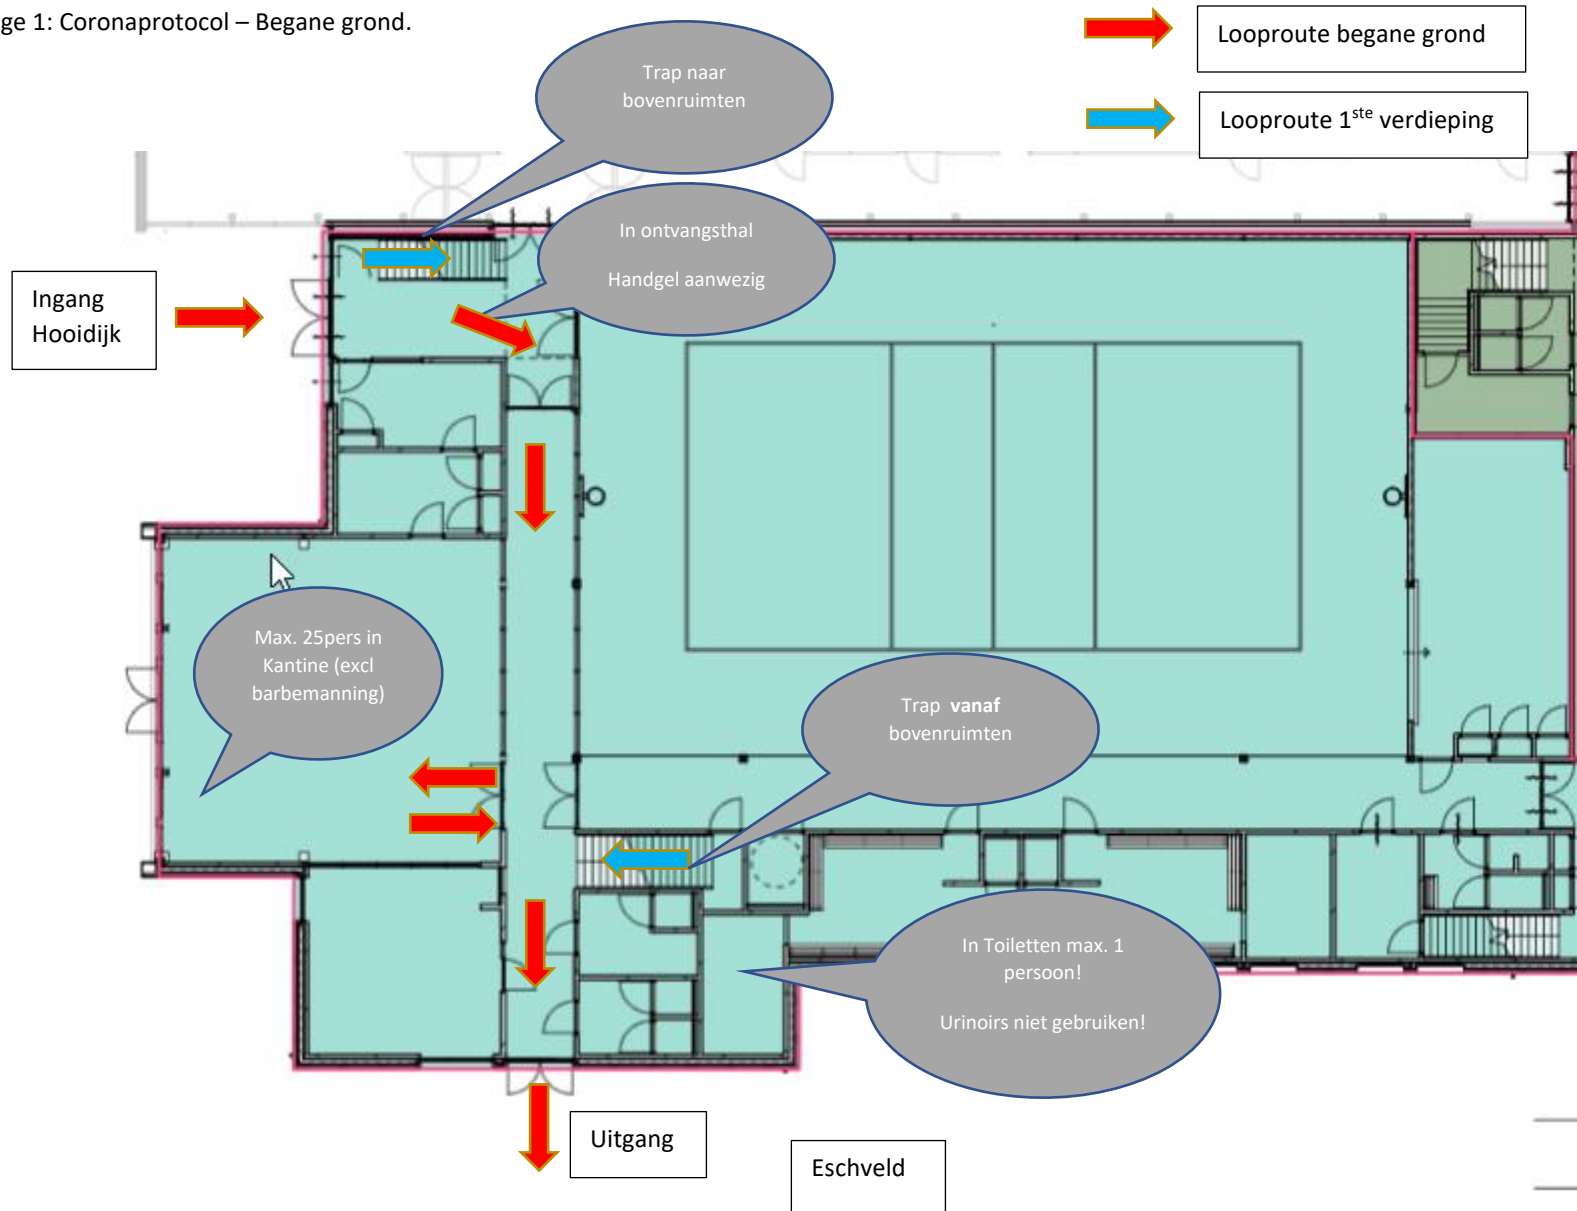 ge 1: Coronaprotocol – Begane grond.
Looproute begane grond
Looproute 1ste verdieping
Trap naar
bovenruimten
In ontvangsthal
Handgel aanwezig
Ingang
Hooidijk
Max. 25pers in
Kantine (excl
barbemanning)
Trap vanaf
bovenruimten
In Toiletten max. 1
persoon!
Urinoirs niet gebruiken!
Uitgang
Eschveld